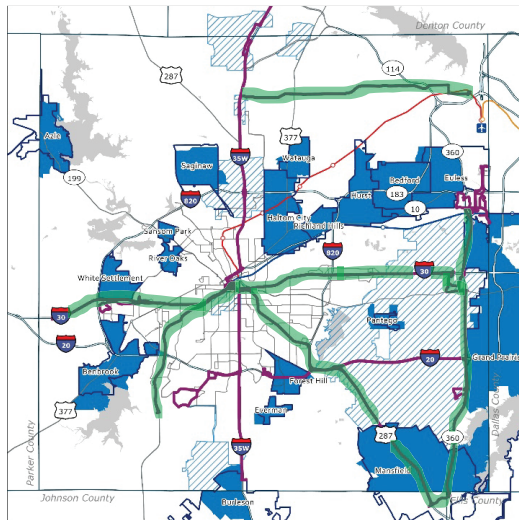 Denton County
114
287
377
360
Azle
Saginaw
Watauga
35W
199
820
Hurst
Bedford
Euless
183
10
Haltom City
Richland Hills
Sansom Park
River Oaks
820
White Settlement
30
30
20
Pantego
Benbrook
20
Grand Prairie
Forest Hill
377
Everman
287
360
35W
Mansfield
Parker County
Dallas County
Johnson County
Burleson
Ellis County